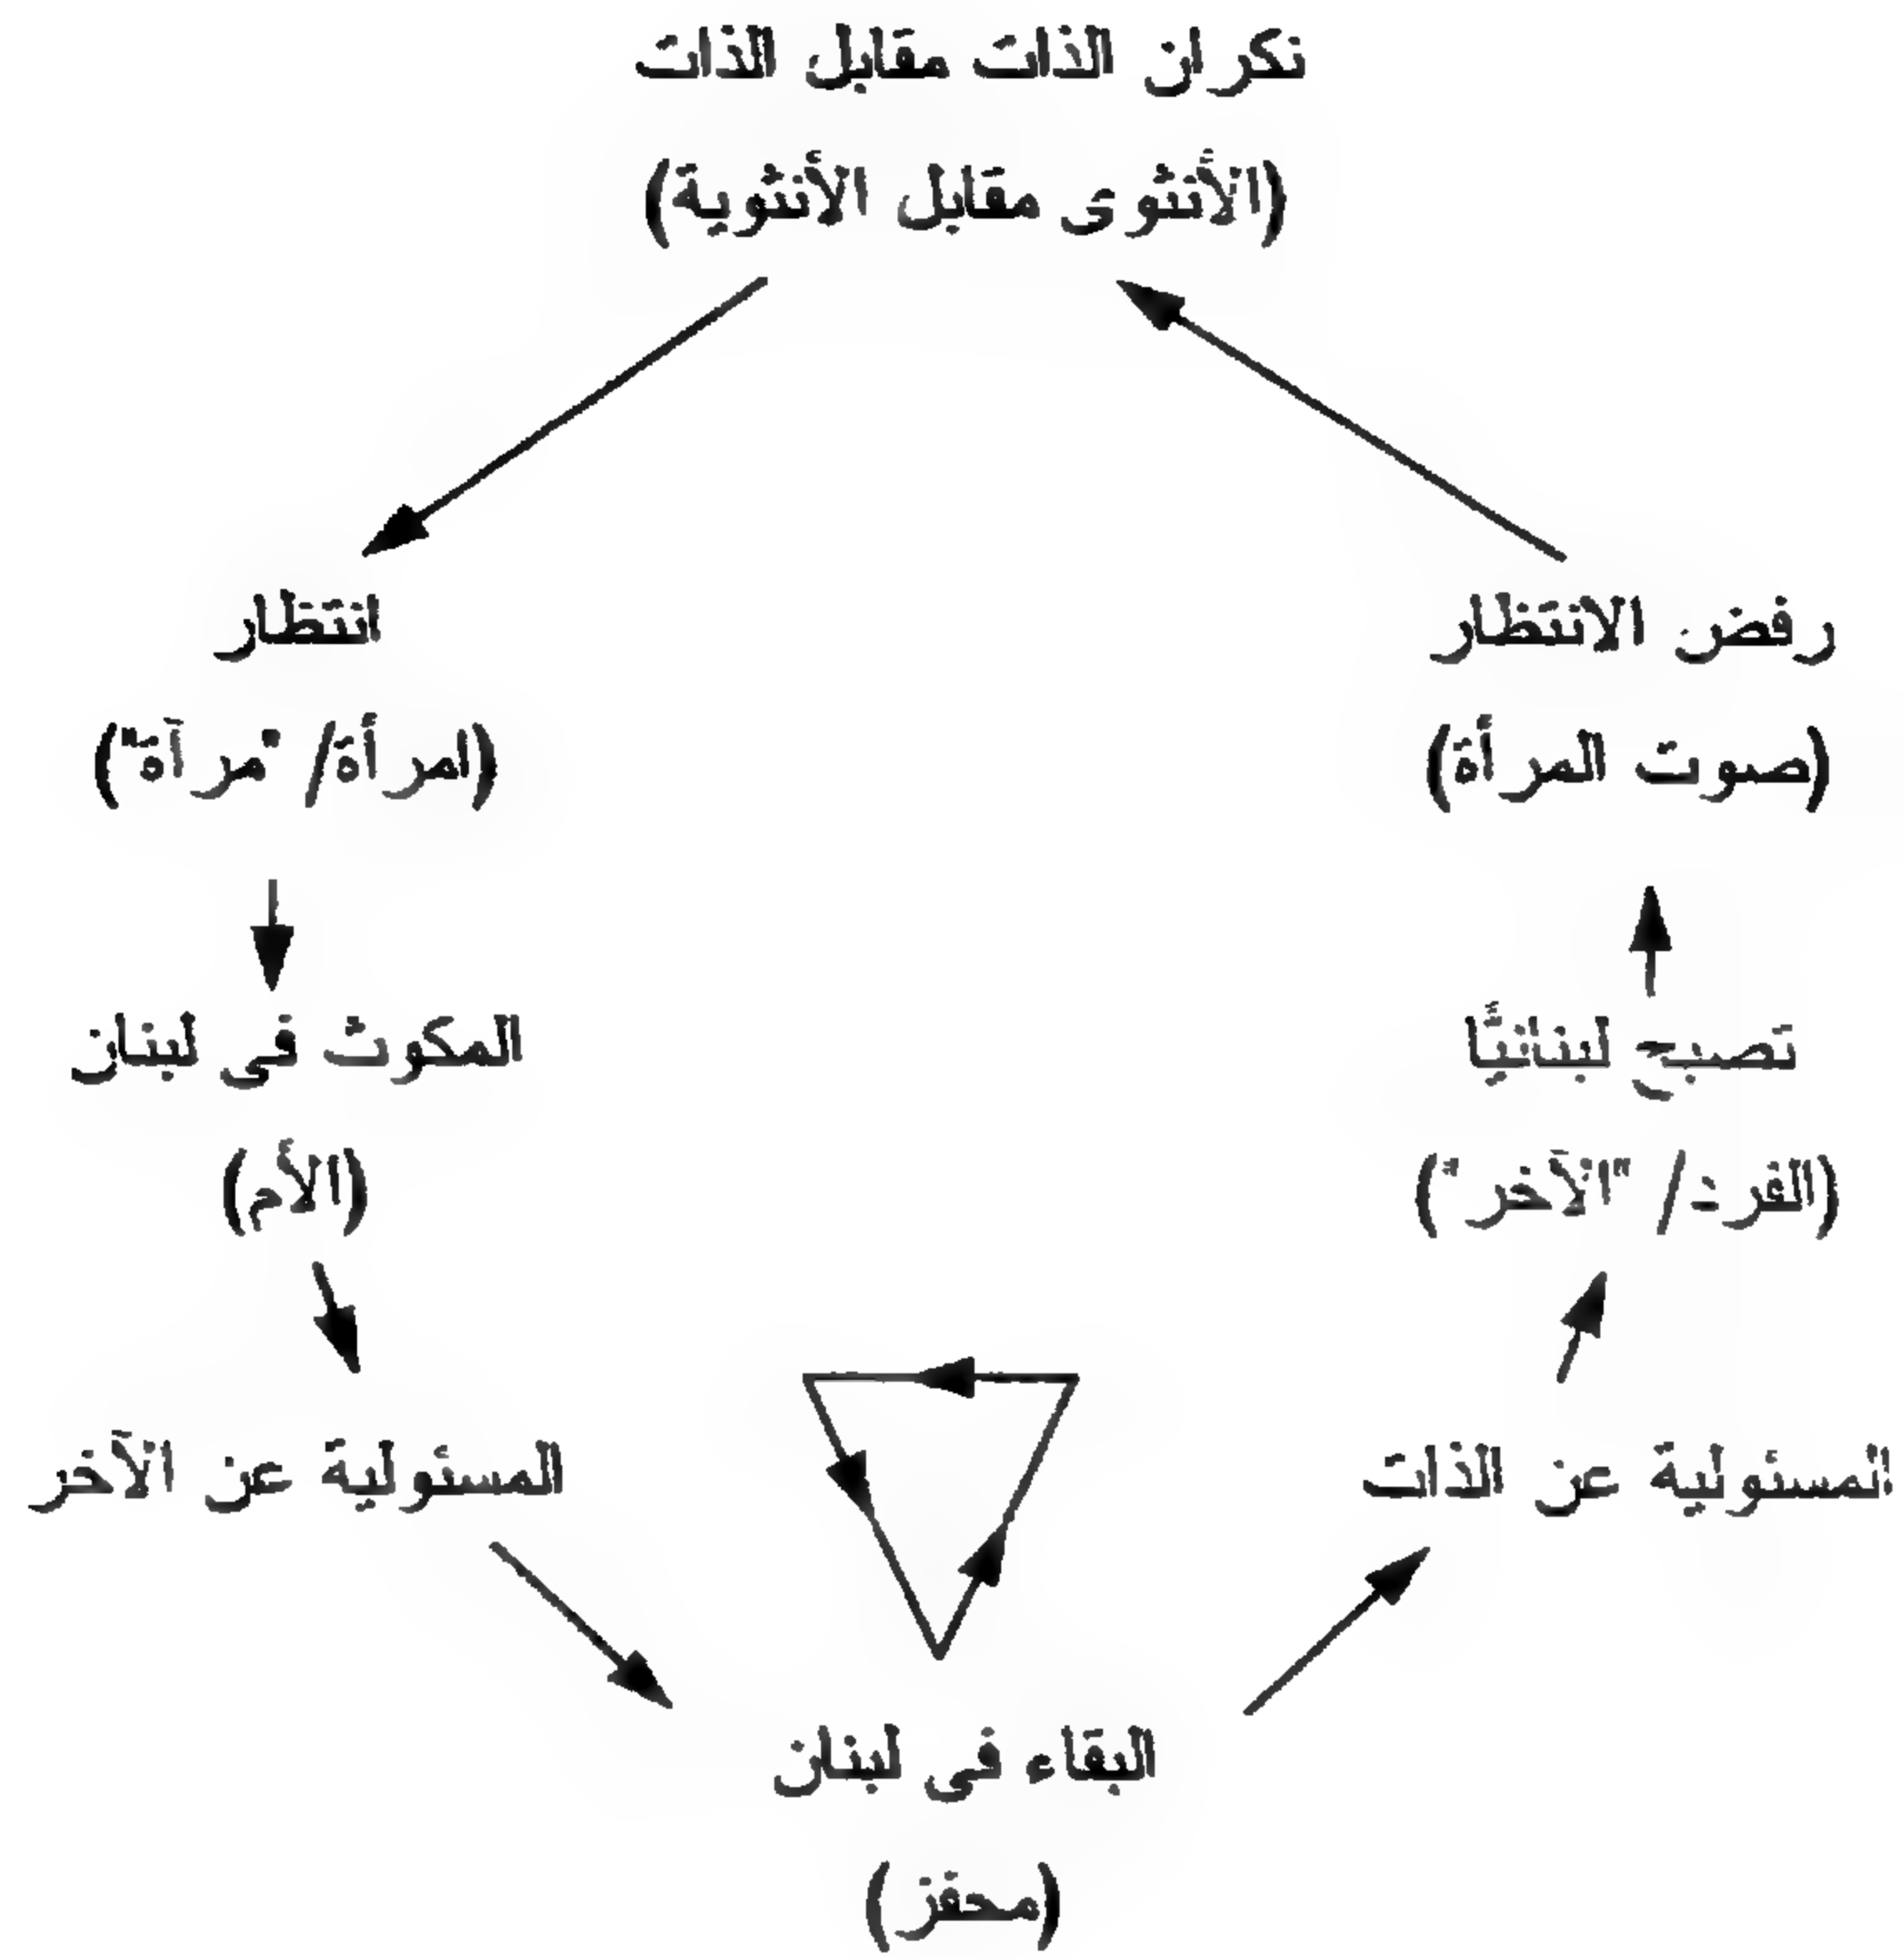 نكران الذات مقابل الذات
(الأنثوى مقابل الأنثوية)
رفض الانتظار
انتظار
(صوت المرأة)
(امرأة/ "مرآة")
تصبح لبنانيًا
المكوث فى لبنان
(الفرد/ "الآخر")
(الأم)
المسئولية عن الذات
المسئولية عن الآخر
البقاء فى لبنان
(محفز)